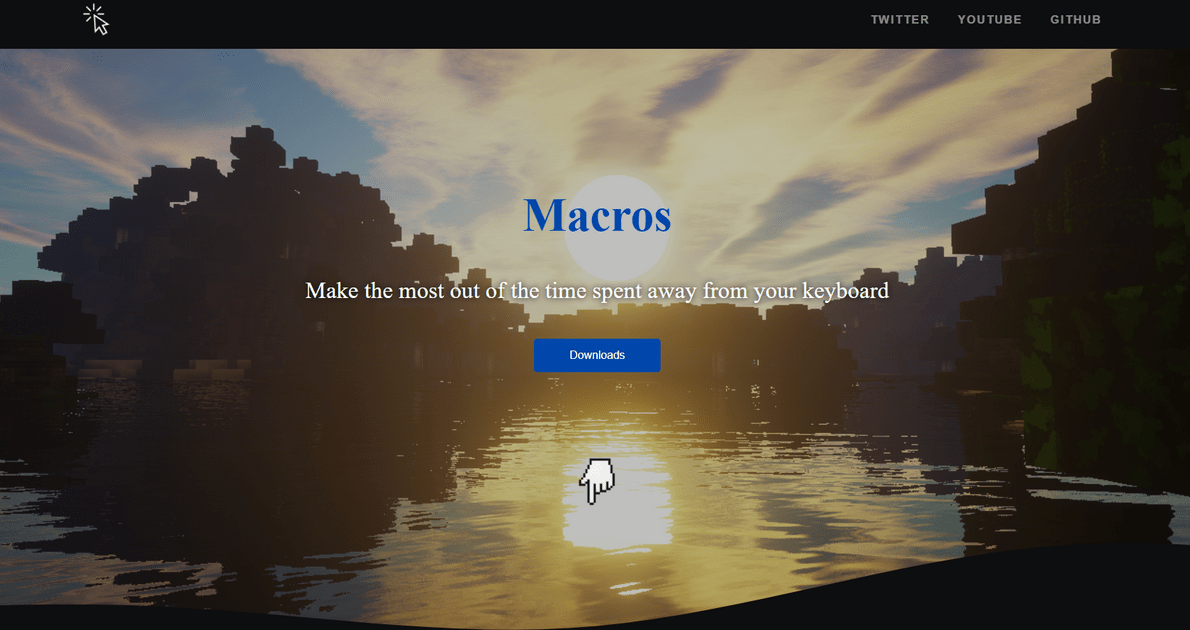 TWITTER YOUTUBE GITHUB
Macros
Make the most out of the time spent away from your keyboard
Downloads